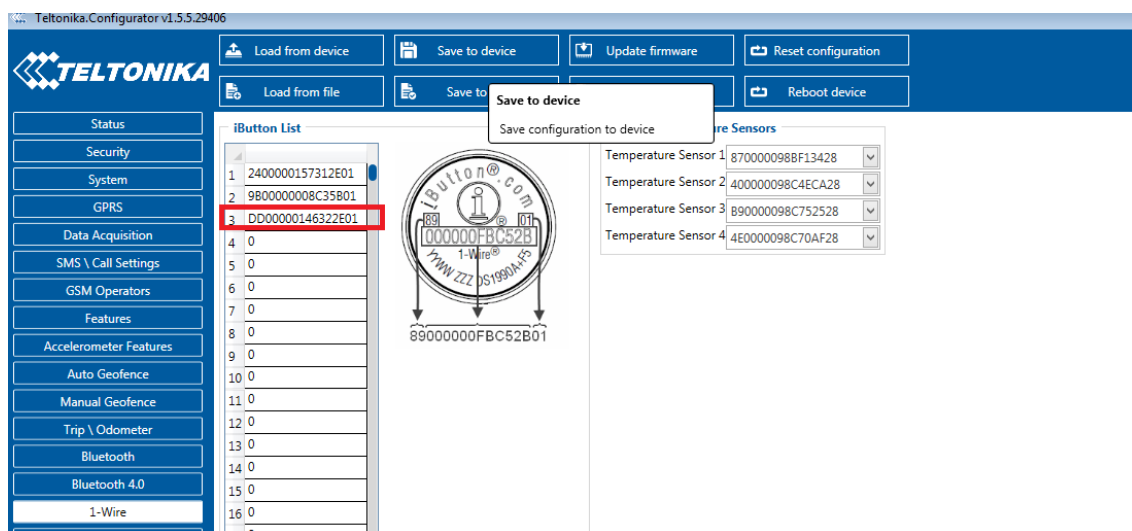 Teltonika.Configurator v1.5.5.29406
TELTONIKA
Load from device
Save to device
Update firmware
Reset configuration
Load from file
Save to
Reboot device
Save to device
Save configuration to device
Status
Security
System
GPRS
Data Acquisition
SMS \ Call Settings
GSM Operators
Features
Accelerometer Features
Auto Geofence
Manual Geofence
Trip \ Odometer
Bluetooth
Bluetooth 4.0
1-Wire
iButton List
1 2400000157312E01
2 9B00000008C35B01
3 DD00000146322E01
4 0
5 0
6 0
7 0
8 0
9 0
10 0
11 0
12 0
13 0
14 0
15 0
16 0
iButton®.com
i
®
89 01
000000FBC52B
1-Wire®
YYWW ZZZ DS1990A+F5
89000000FBC52B01
re Sensors
Temperature Sensor 1 870000098BF13428
Temperature Sensor 2 400000098C4ECA28
Temperature Sensor 3 B90000098C752528
Temperature Sensor 4 4E0000098C70AF28